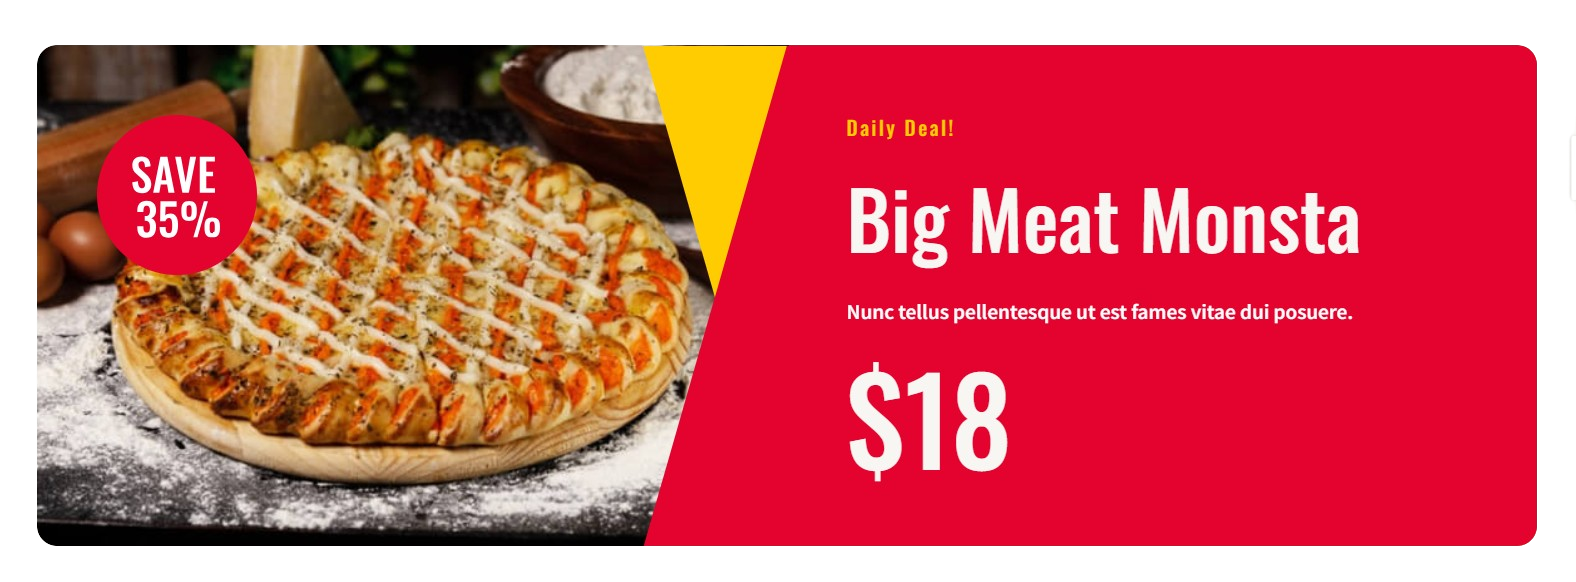 SAVE
35%
Daily Deal!
Big Meat Monsta
Nunc tellus pellentesque ut est fames vitae dui posuere.
$18